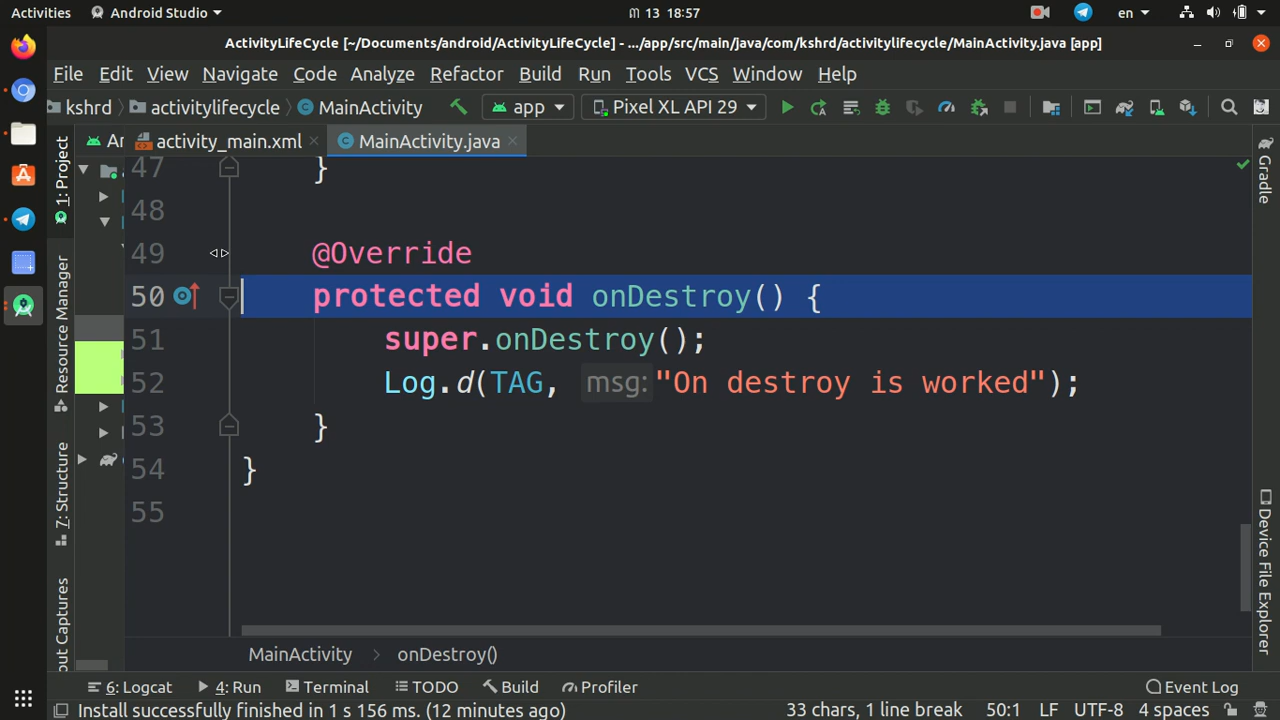 Activities Android Studio ៣ 13 18:57 en
ActivityLifeCycle [~/Documents/android/ActivityLifeCycle] - .../app/src/main/java/com/kshrd/activitylifecycle/MainActivity.java [app]
File Edit View Navigate Code Analyze Refactor Build Run Tools VCS Window Help
kshrd activitylifecycle MainActivity app Pixel XL API 29
activity_main.xml MainActivity.java
1: Project
Resource Manager
7: Structure
Captures
47 }
48
49 @Override
50 protected void onDestroy() {
51 super.onDestroy();
52 Log.d(TAG, msg: "On destroy is worked");
53 }
54 }
55
Gradle
Device File Explorer
MainActivity > onDestroy()
6: Logcat 4: Run Terminal TODO Build Profiler Event Log
Install successfully finished in 1 s 156 ms. (12 minutes ago) 33 chars, 1 line break 50:1 LF UTF-8 4 spaces